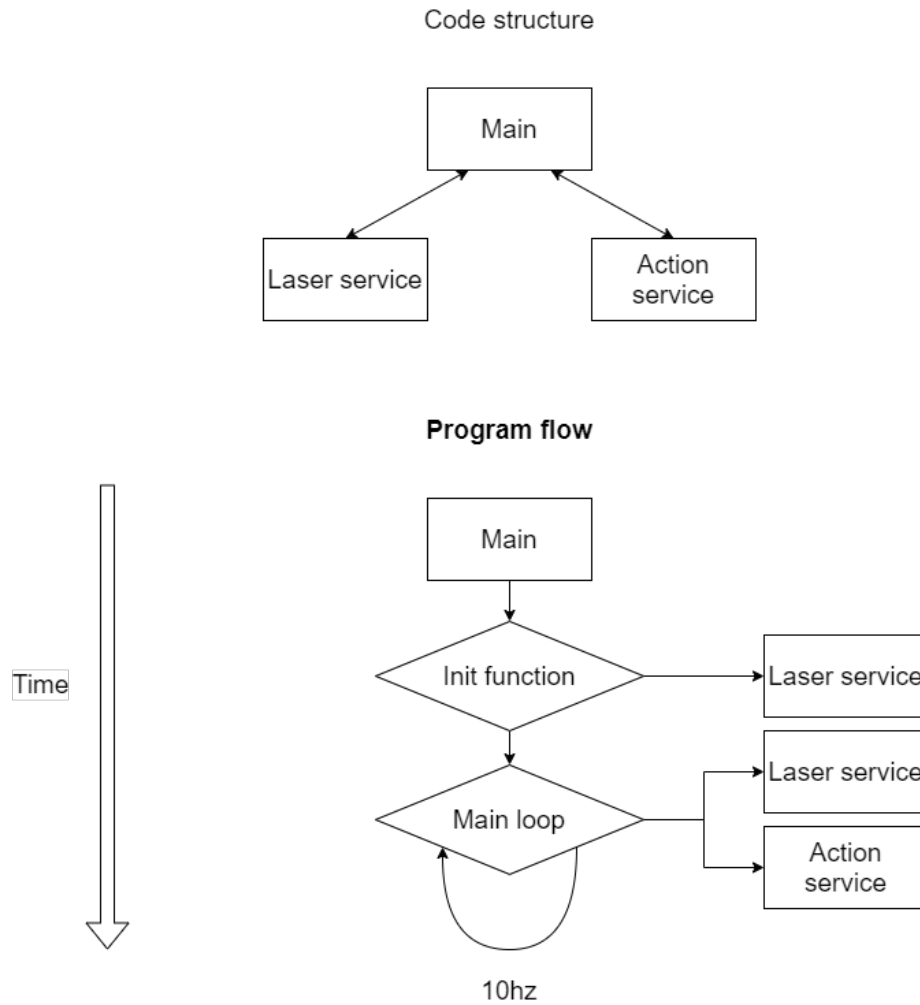 Code structure
Main
Laser service
Action
service
Program flow
Main
Time
Init function
Laser service
Laser service
Main loop
Action
service
10hz